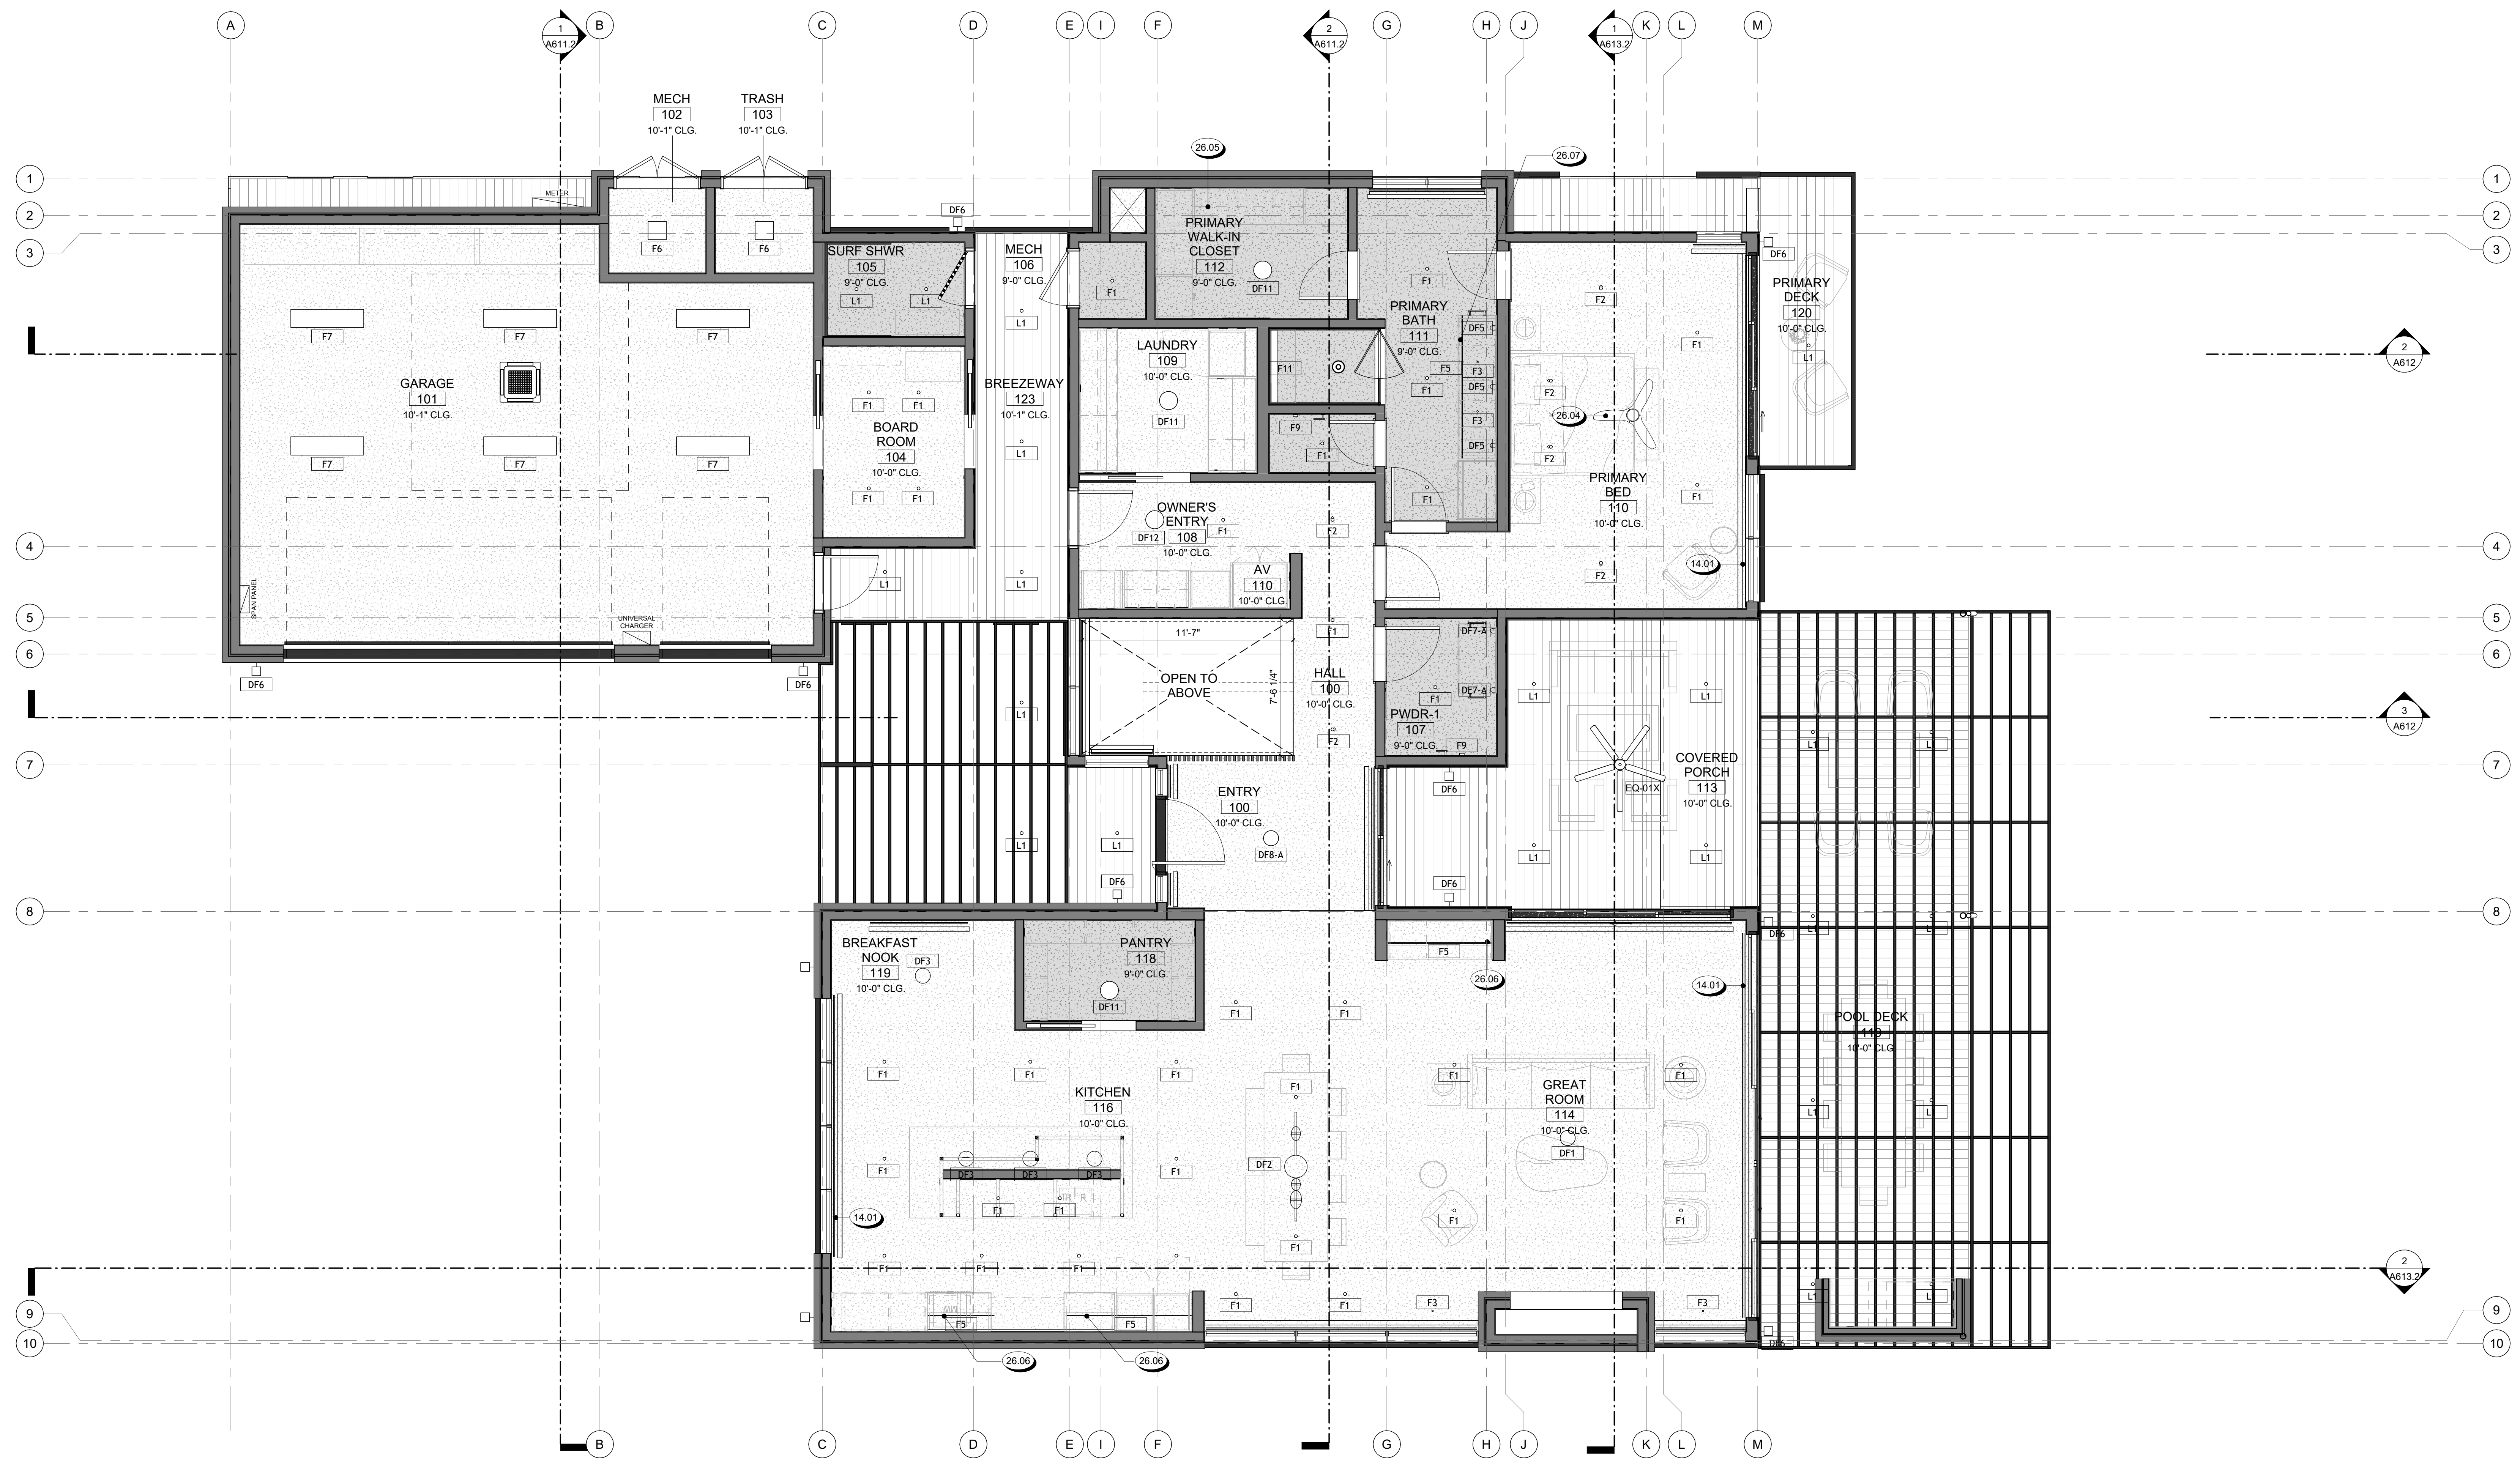 A
B
C
D
E
I
F
G
H
J
K
L
M
1
A611.2
2
A611.2
1
A613.2
MECH
102
10'-1" CLG.
TRASH
103
10'-1" CLG.
26.05
26.07
1
1
METER
2
2
3
3
DF6
F6
F6
SURF SHWR
105
9'-0" CLG.
L1
L1
MECH
106
9'-0" CLG.
F1
L1
PRIMARY
WALK-IN
CLOSET
112
9'-0" CLG.
DF11
F1
PRIMARY
BATH
111
9'-0" CLG.
DF5
F5
F3
DF5
F1
F3
DF5
F1
F2
F1
F2
26.04
F2
PRIMARY
BED
110
10'-0" CLG.
F1
F2
14.01
DF6
PRIMARY
DECK
120
10'-0" CLG.
L1
2
A612
F7
F7
F7
GARAGE
101
10'-1" CLG.
F7
F7
F7
SPAN PANEL
UNIVERSAL
CHARGER
F1
F1
BOARD
ROOM
104
10'-0" CLG.
F1
F1
BREEZEWAY
123
10'-1" CLG.
L1
L1
L1
LAUNDRY
109
10'-0" CLG.
DF11
F11
F9
F1
OWNER'S
ENTRY
108
10'-0" CLG.
DF12
F1
F2
AV
110
10'-0" CLG.
4
4
5
5
6
6
DF6
DF6
11'-7"
7'-6 1/4"
OPEN TO
ABOVE
F1
HALL
100
10'-0" CLG.
F2
DF7-A
DF7-A
F1
PWDR-1
107
9'-0" CLG.
F9
L1
L1
L1
L1
3
A612
7
7
ENTRY
100
10'-0" CLG.
DF8-A
L1
L1
DF6
DF6
DF6
EQ-01X
COVERED
PORCH
113
10'-0" CLG.
L1
L1
L1
8
8
BREAKFAST
NOOK
119
10'-0" CLG.
DF3
PANTRY
118
9'-0" CLG.
DF11
F5
26.06
14.01
DF6
L1
L1
F1
F1
POOL DECK
10'-0" CLG.
F1
F1
F1
KITCHEN
116
10'-0" CLG.
F1
F1
F1
GREAT
ROOM
114
10'-0" CLG.
DF1
L1
L1
F1
DF3
DF3
DF3
F1
DF2
F1
F1
14.01
F1
F1
F1
F1
F1
F1
F1
2
A613.2
F5
F5
F1
F1
F3
F3
L1
L1
DF6
26.06
26.06
9
9
10
10
B
C
D
E
I
F
G
H
J
K
L
M